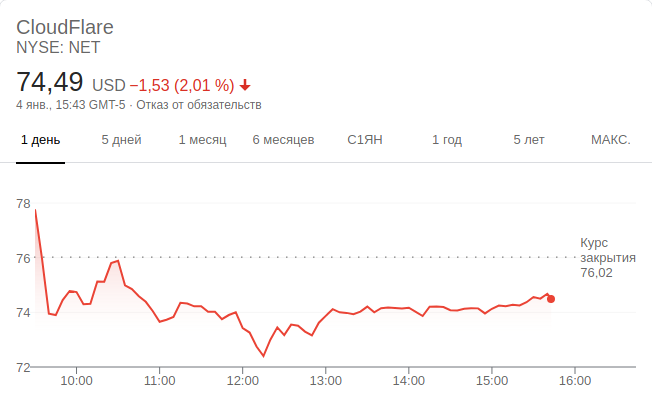 CloudFlare
NYSE: NET
74,49 USD −1,53 (2,01 %)
4 янв., 15:43 GMT-5 · Отказ от обязательств
1 день 5 дней 1 месяц 6 месяцев С1ЯН 1 год 5 лет МАКС.
78
Курс
76 закрытия
76,02
74
72
10:00 11:00 12:00 13:00 14:00 15:00 16:00